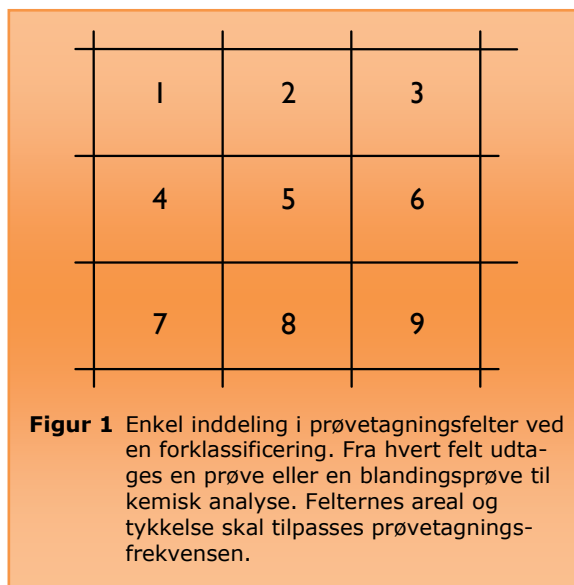 1 2 3
4 5 6
7 8 9
Figur 1 Enkel inddeling i prøvetagningsfelter ved
en forklassificering. Fra hvert felt udta-
ges en prøve eller en blandingsprøve til
kemisk analyse. Felternes areal og
tykkelse skal tilpasses prøvetagnings-
frekvensen.